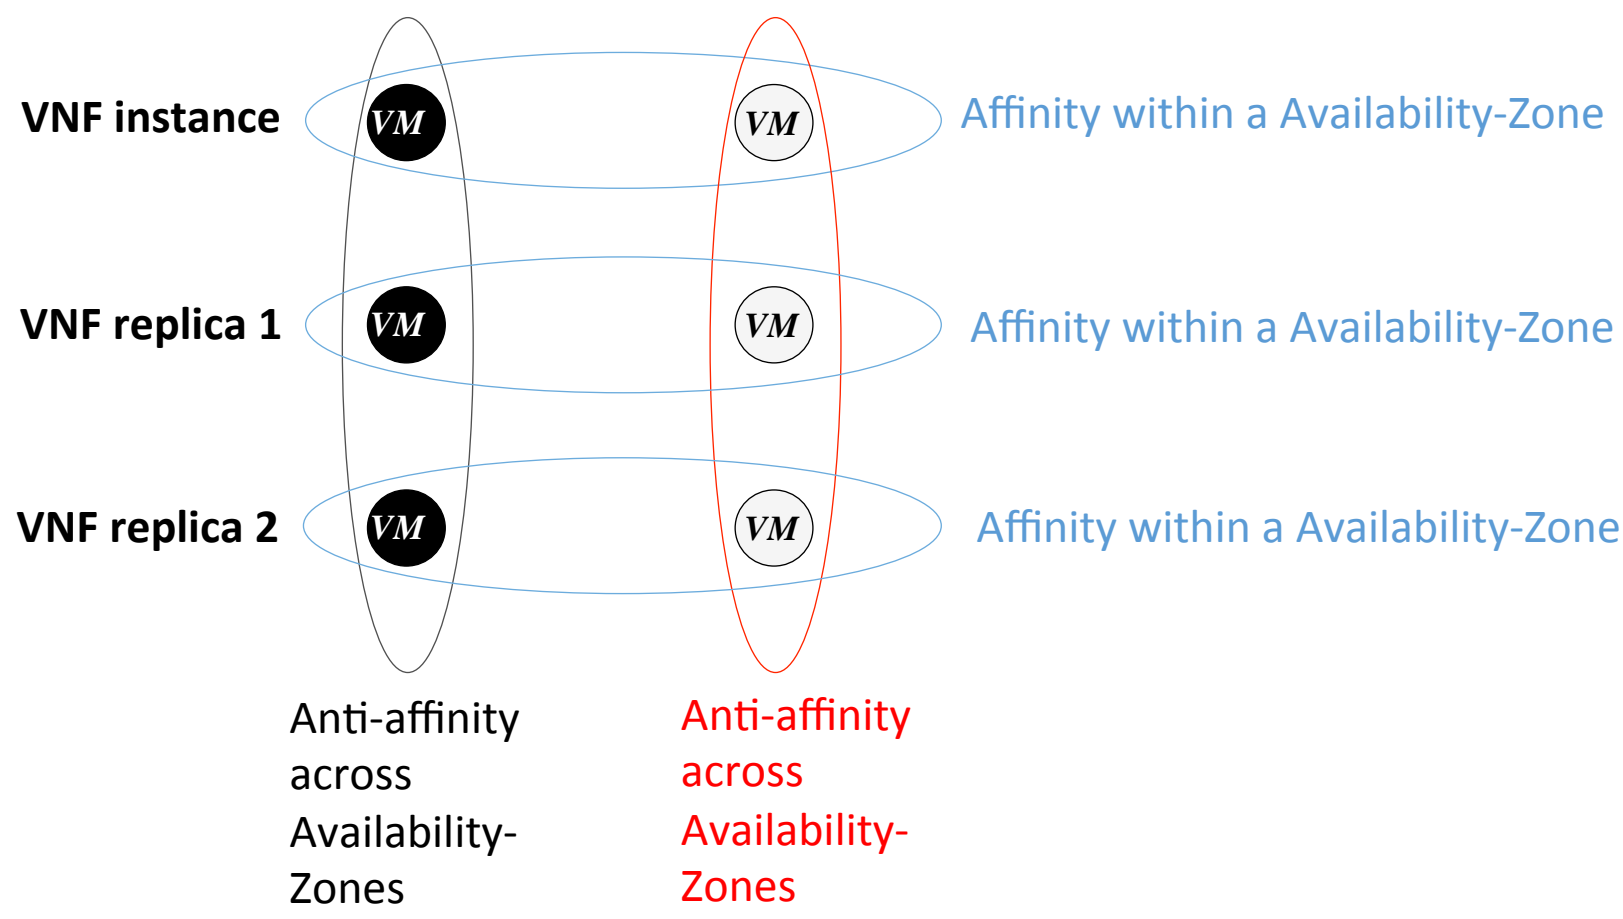 VNF instance VM VM Affinity within a Availability-Zone
VNF replica 1 VM VM Affinity within a Availability-Zone
VNF replica 2 VM VM Affinity within a Availability-Zone
Anti-affinity
across
Availability-
Zones
Anti-affinity
across
Availability-
Zones